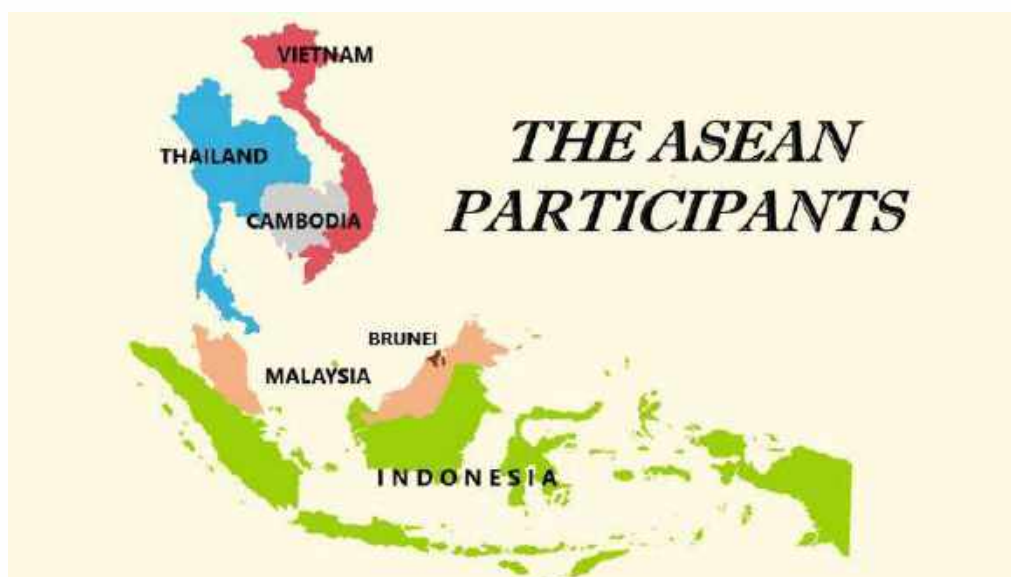 VIETNAM
THE ASEAN
THAILAND
PARTICIPANTS
CAMBODIA
BRUNEI
MALAYSIA
INDONESIA